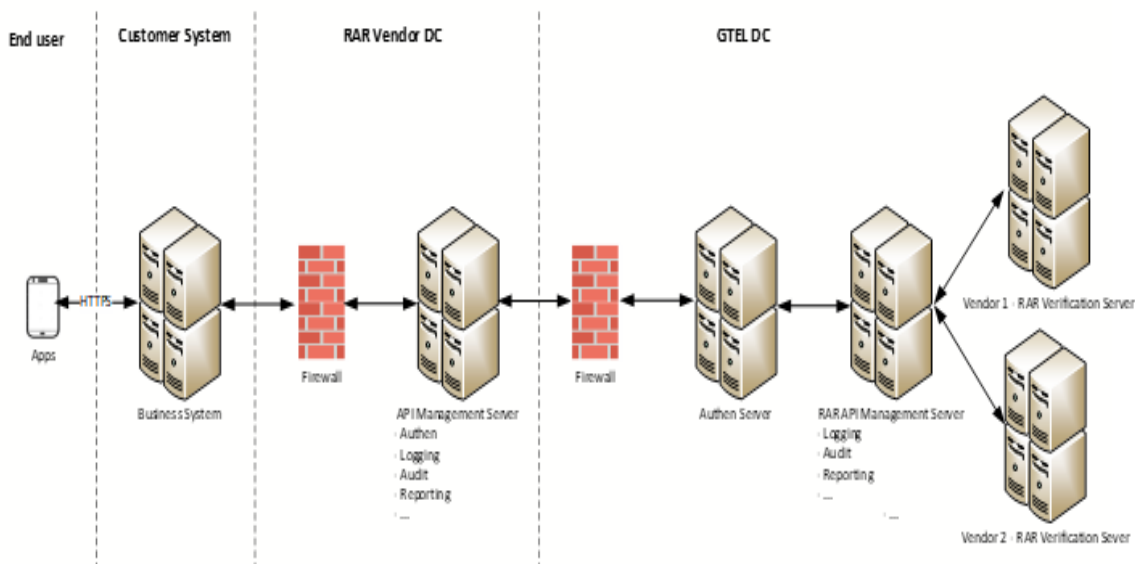 End user
Customer System
RAR Vendor DC
GTEL DC
HTTPS
Apps
Business System
Firewall
API Management Server
· Authen
· Logging
· Audit
· Reporting
· ...
Firewall
Authen Server
RAR API Management Server
· Logging
· Audit
· Reporting
· ...
· ...
Vendor 1 - RAR Verification Server
Vendor 2 - RAR Verification Sever